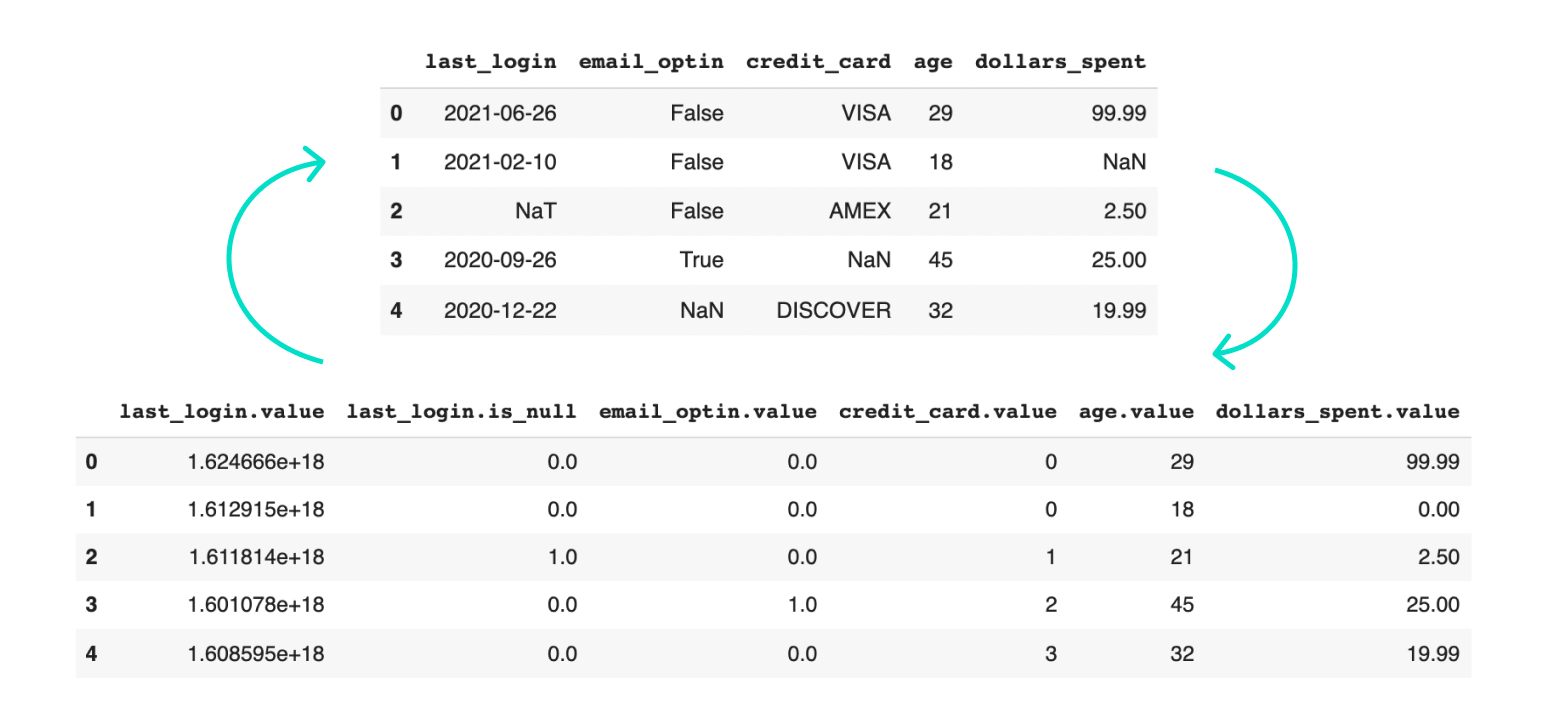 last_login email_optin credit_card age dollars_spent
0 2021-06-26 False VISA 29 99.99
1 2021-02-10 False VISA 18 NaN
2 NaT False AMEX 21 2.50
3 2020-09-26 True NaN 45 25.00
4 2020-12-22 NaN DISCOVER 32 19.99
last_login.value last_login.is_null email_optin.value credit_card.value age.value dollars_spent.value
0 1.624666e+18 0.0 0.0 0 29 99.99
1 1.612915e+18 0.0 0.0 0 18 0.00
2 1.611814e+18 1.0 0.0 1 21 2.50
3 1.601078e+18 0.0 1.0 2 45 25.00
4 1.608595e+18 0.0 0.0 3 32 19.99